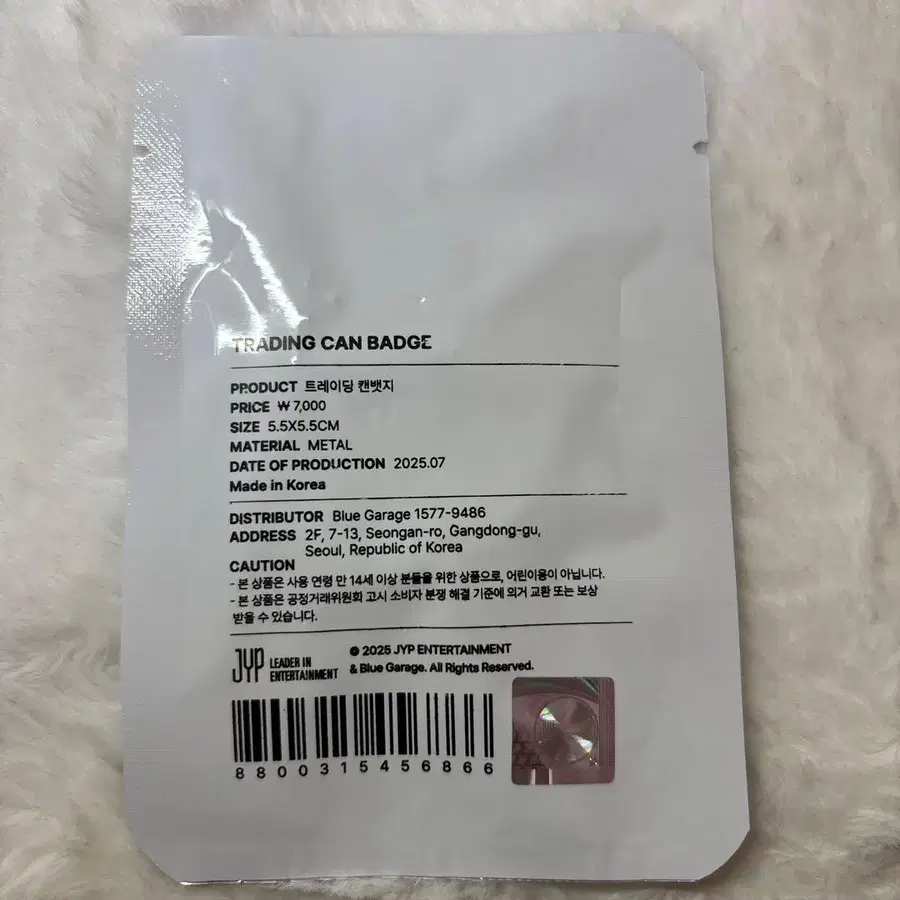 TRADING CAN BADGE
PRODUCT 트레이딩 캔뱃지
PRICE ₩ 7,000
SIZE 5.5X5.5CM
MATERIAL METAL
DATE OF PRODUCTION 2025.07
Made in Korea
DISTRIBUTOR Blue Garage 1577-9486
ADDRESS 2F, 7-13, Seongan-ro, Gangdong-gu,
Seoul, Republic of Korea
CAUTION
- 본 상품은 사용 연령 만 14세 이상 분들을 위한 상품으로, 어린이용이 아닙니다.
- 본 상품은 공정거래위원회 고시 소비자 분쟁 해결 기준에 의거 교환 또는 보상
받을 수 있습니다.
JYP LEADER IN
ENTERTAINMENT
© 2025 JYP ENTERTAINMENT
& Blue Garage. All Rights Reserved.
8800315456866